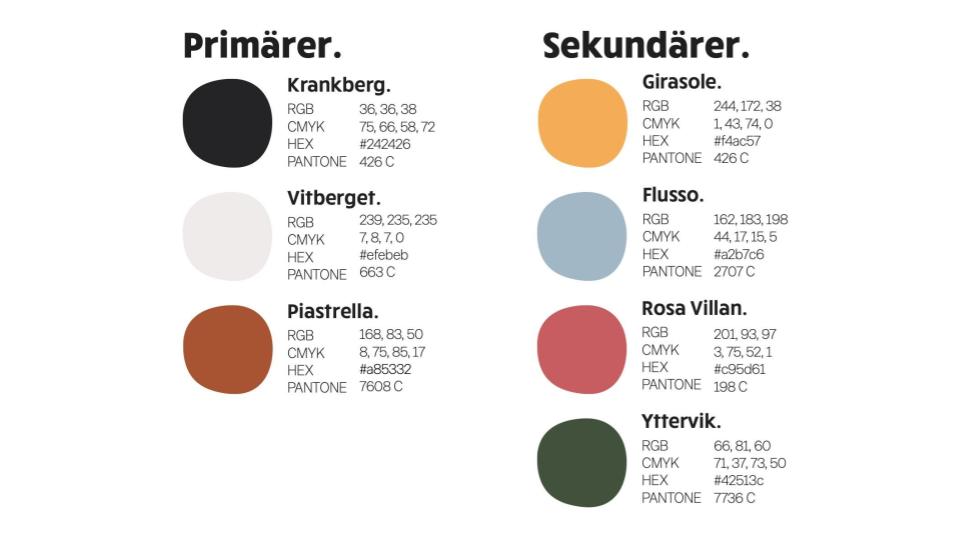 Primärer.
Krankberg.
RGB 36, 36, 38
CMYK 75, 66, 58, 72
HEX #242426
PANTONE 426 C
Vitberget.
RGB 239, 235, 235
CMYK 7, 8, 7, 0
HEX #efebeb
PANTONE 663 C
Piastrella.
RGB 168, 83, 50
CMYK 8, 75, 85, 17
HEX #a85332
PANTONE 7608 C
Sekundärer.
Girasole.
RGB 244, 172, 38
CMYK 1, 43, 74, 0
HEX #f4ac57
PANTONE 426 C
Flusso.
RGB 162, 183, 198
CMYK 44, 17, 15, 5
HEX #a2b7c6
PANTONE 2707 C
Rosa Villan.
RGB 201, 93, 97
CMYK 3, 75, 52, 1
HEX #c95d61
PANTONE 198 C
Yttervik.
RGB 66, 81, 60
CMYK 71, 37, 73, 50
HEX #42513c
PANTONE 7736 C